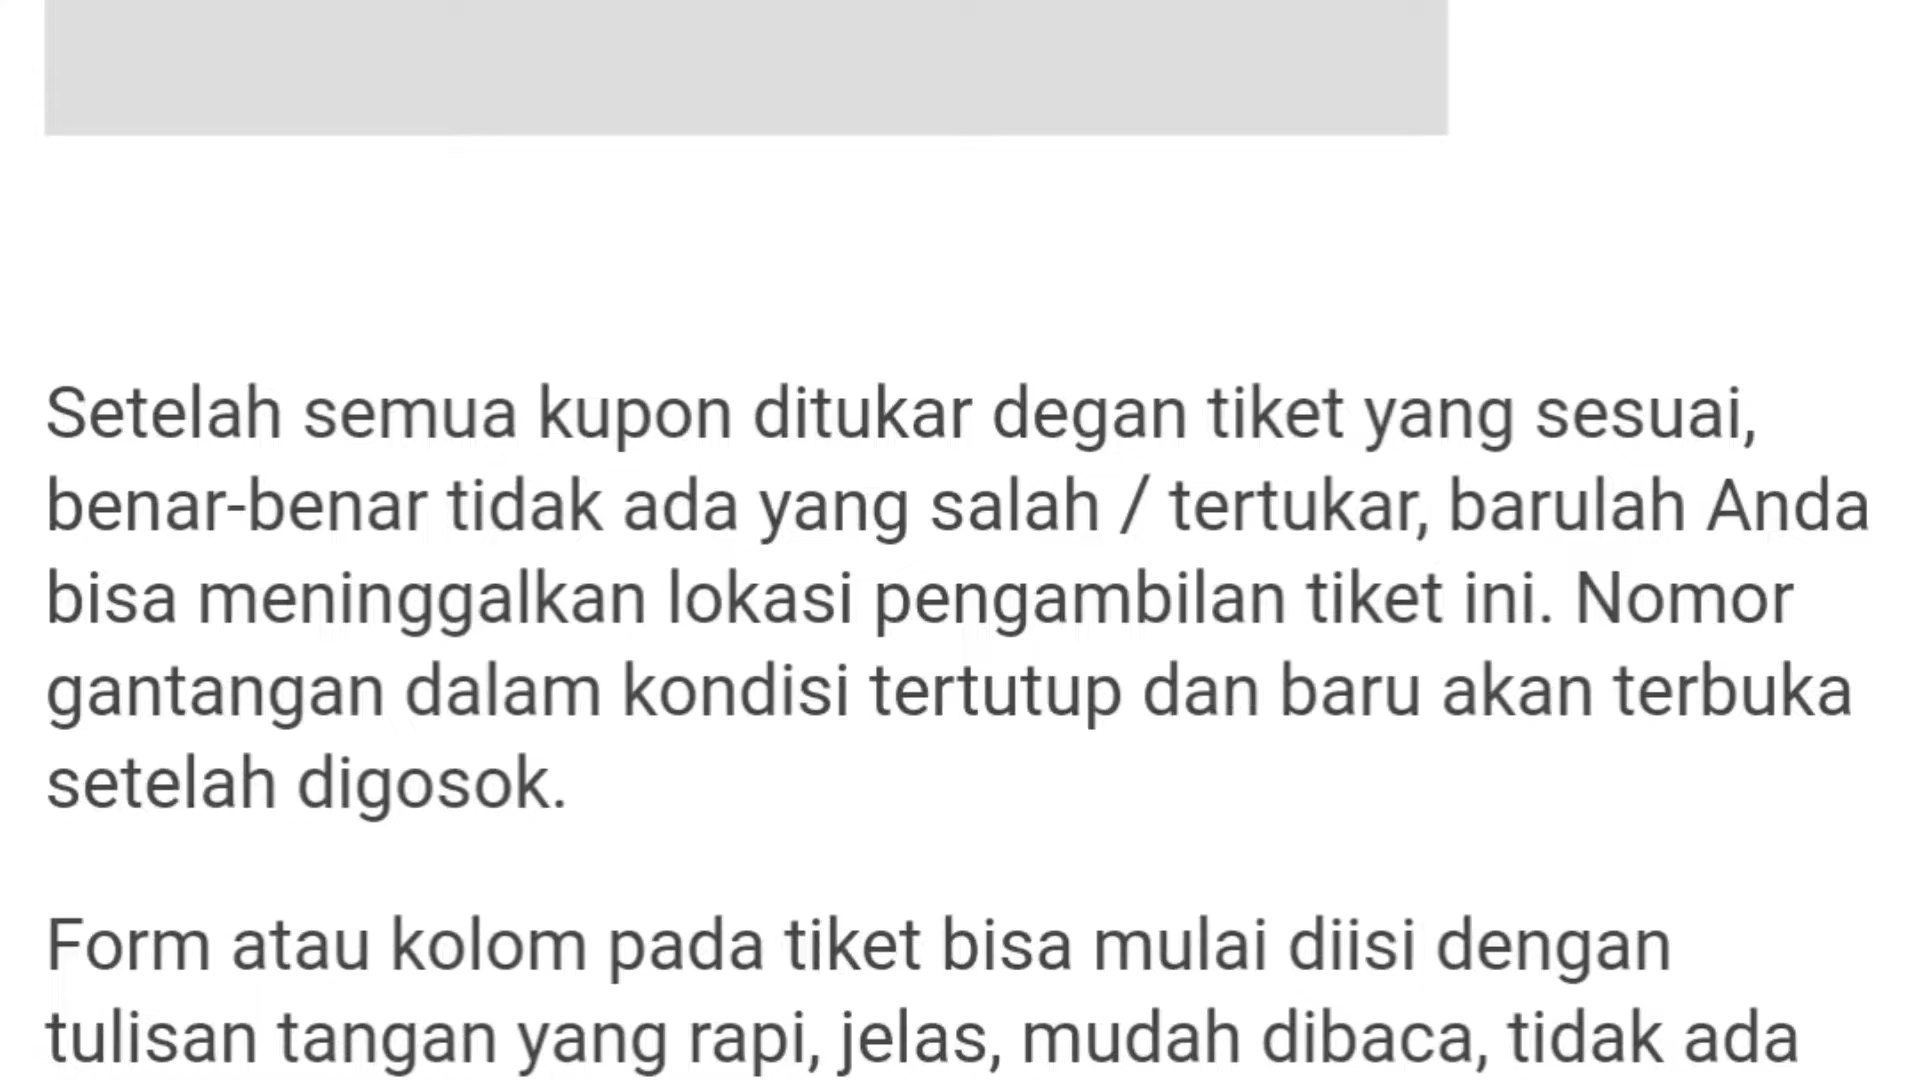 Setelah semua kupon ditukar degan tiket yang sesuai,
benar-benar tidak ada yang salah / tertukar, barulah Anda
bisa meninggalkan lokasi pengambilan tiket ini. Nomor
gantangan dalam kondisi tertutup dan baru akan terbuka
setelah digosok.
Form atau kolom pada tiket bisa mulai diisi dengan
tulisan tangan yang rapi, jelas, mudah dibaca, tidak ada